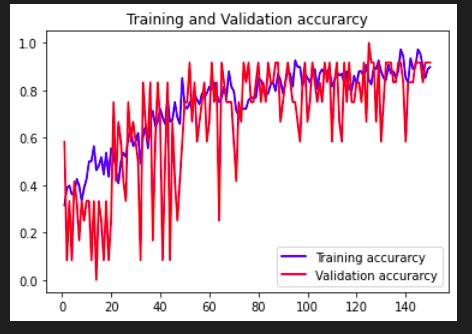 Training and Validation accurarcy
1.0
0.8
0.6
0.4
0.2
0.0
Training accurarcy
Validation accurarcy
0 20 40 60 80 100 120 140